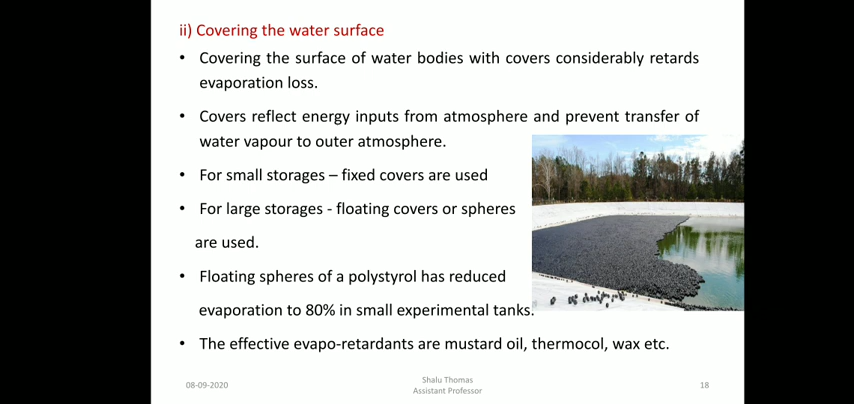 ii) Covering the water surface
• Covering the surface of water bodies with covers considerably retards
evaporation loss.
• Covers reflect energy inputs from atmosphere and prevent transfer of
water vapour to outer atmosphere.
• For small storages – fixed covers are used
• For large storages - floating covers or spheres
are used.
• Floating spheres of a polystyrol has reduced
evaporation to 80% in small experimental tanks.
• The effective evapo-retardants are mustard oil, thermocol, wax etc.
08-09-2020
Shalu Thomas
Assistant Professor
18